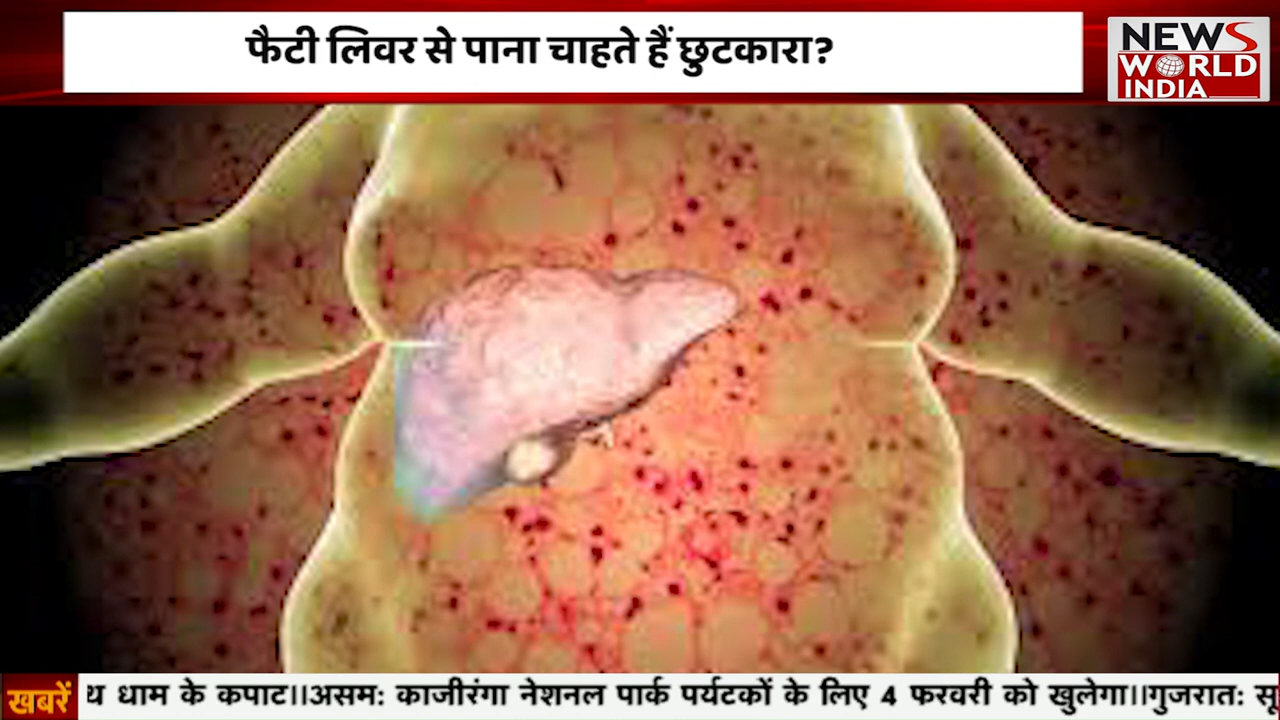 फैटी लिवर से पाना चाहते हैं छुटकारा?
NEWS
WORLD
INDIA
खबरें
थ धाम के कपाट।।असम: काजीरंगा नेशनल पार्क पर्यटकों के लिए 4 फरवरी को खुलेगा।।गुजरात: सू